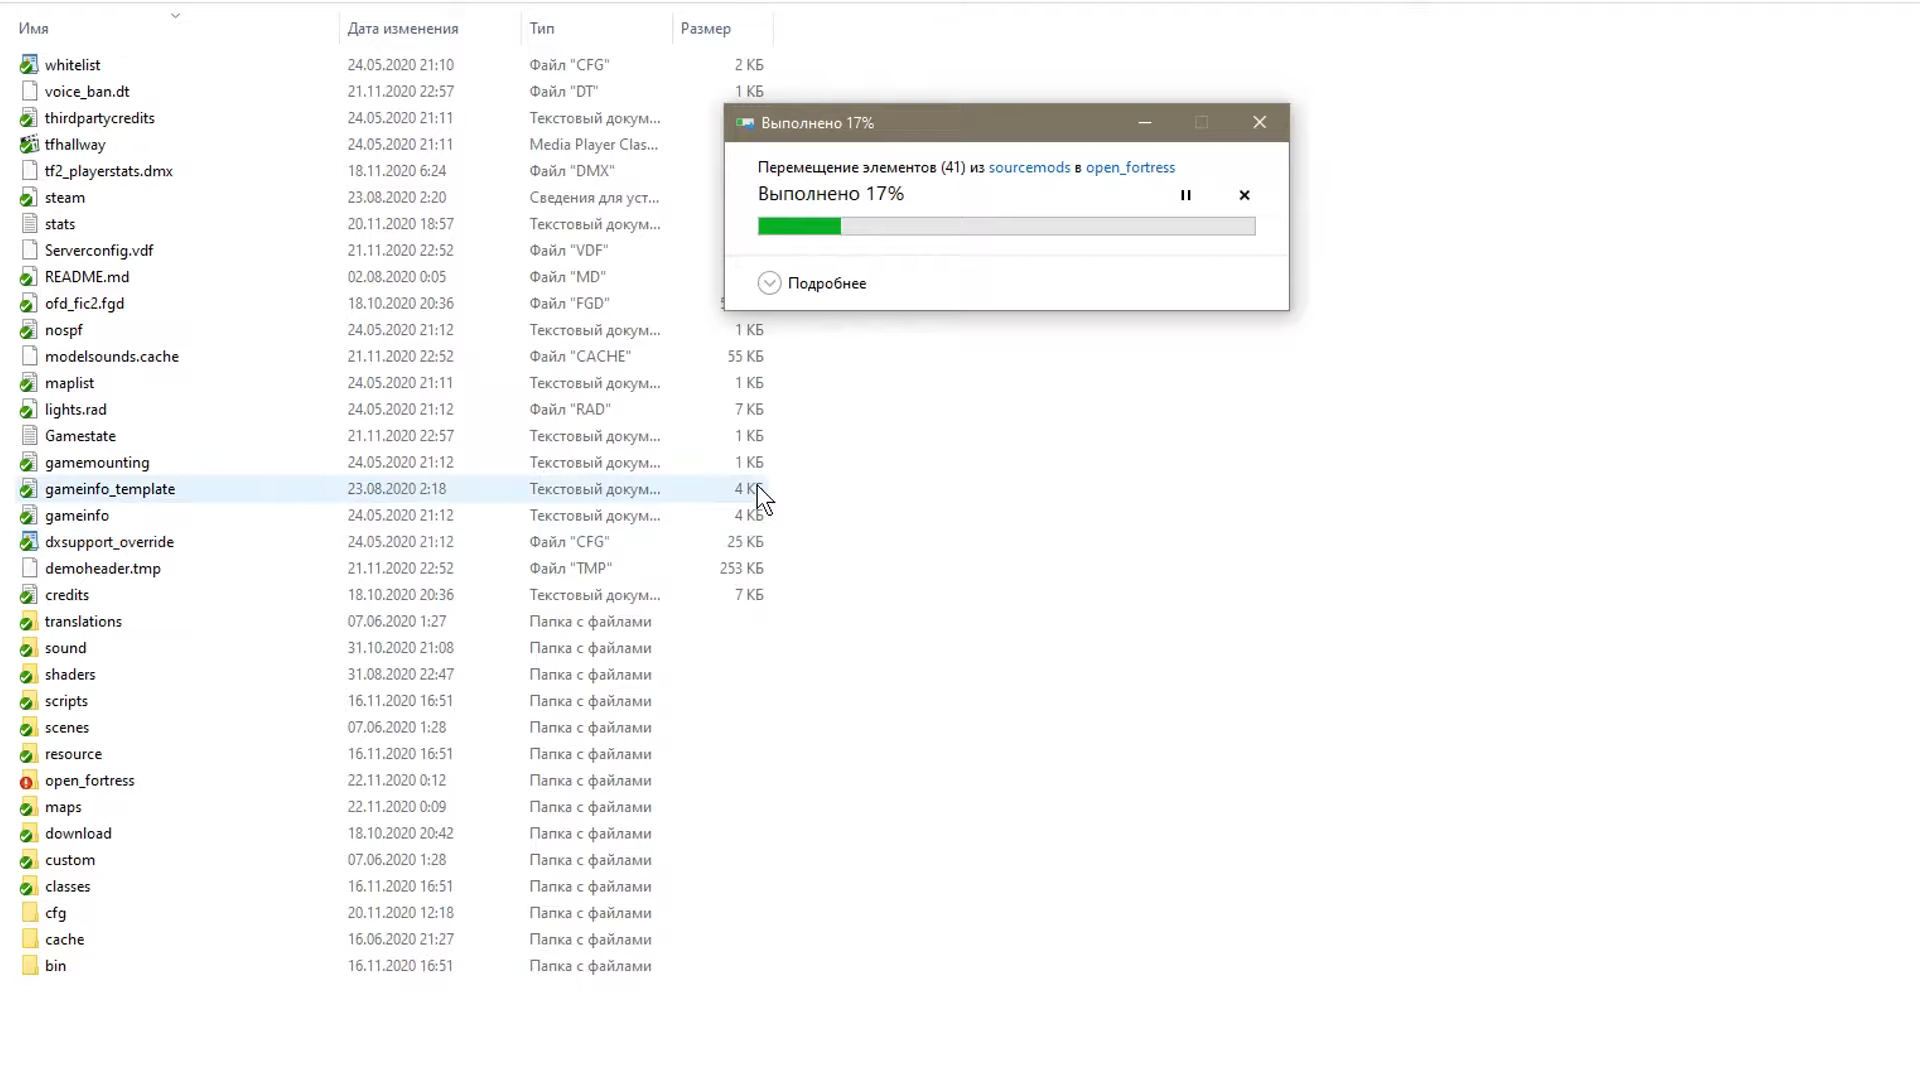 Имя Дата изменения Тип Размер
whitelist 24.05.2020 21:10 Файл "CFG" 2 КБ
voice_ban.dt 21.11.2020 22:57 Файл "DT" 1 КБ
thirdpartycredits 24.05.2020 21:11 Текстовый докум...
tfhallway 24.05.2020 21:11 Media Player Clas...
tf2_playerstats.dmx 18.11.2020 6:24 Файл "DMX"
steam 23.08.2020 2:20 Сведения для уст...
stats 20.11.2020 18:57 Текстовый докум...
Serverconfig.vdf 21.11.2020 22:52 Файл "VDF"
README.md 02.08.2020 0:05 Файл "MD"
ofd_fic2.fgd 18.10.2020 20:36 Файл "FGD"
nospf 24.05.2020 21:12 Текстовый докум... 1 КБ
modelsounds.cache 21.11.2020 22:52 Файл "CACHE" 55 КБ
maplist 24.05.2020 21:11 Текстовый докум... 1 КБ
lights.rad 24.05.2020 21:12 Файл "RAD" 7 КБ
Gamestate 21.11.2020 22:57 Текстовый докум... 1 КБ
gamemounting 24.05.2020 21:12 Текстовый докум... 1 КБ
gameinfo_template 23.08.2020 2:18 Текстовый докум... 4 КБ
gameinfo 24.05.2020 21:12 Текстовый докум... 4 КБ
dxsupport_override 24.05.2020 21:12 Файл "CFG" 25 КБ
demoheader.tmp 21.11.2020 22:52 Файл "TMP" 253 КБ
credits 18.10.2020 20:36 Текстовый докум... 7 КБ
translations 07.06.2020 1:27 Папка с файлами
sound 31.10.2020 21:08 Папка с файлами
shaders 31.08.2020 22:47 Папка с файлами
scripts 16.11.2020 16:51 Папка с файлами
scenes 07.06.2020 1:28 Папка с файлами
resource 16.11.2020 16:51 Папка с файлами
open_fortress 22.11.2020 0:12 Папка с файлами
maps 22.11.2020 0:09 Папка с файлами
download 18.10.2020 20:42 Папка с файлами
custom 07.06.2020 1:28 Папка с файлами
classes 16.11.2020 16:51 Папка с файлами
cfg 20.11.2020 12:18 Папка с файлами
cache 16.06.2020 21:27 Папка с файлами
bin 16.11.2020 16:51 Папка с файлами
Выполнено 17%
Перемещение элементов (41) из sourcemods в open_fortress
Выполнено 17%
Подробнее